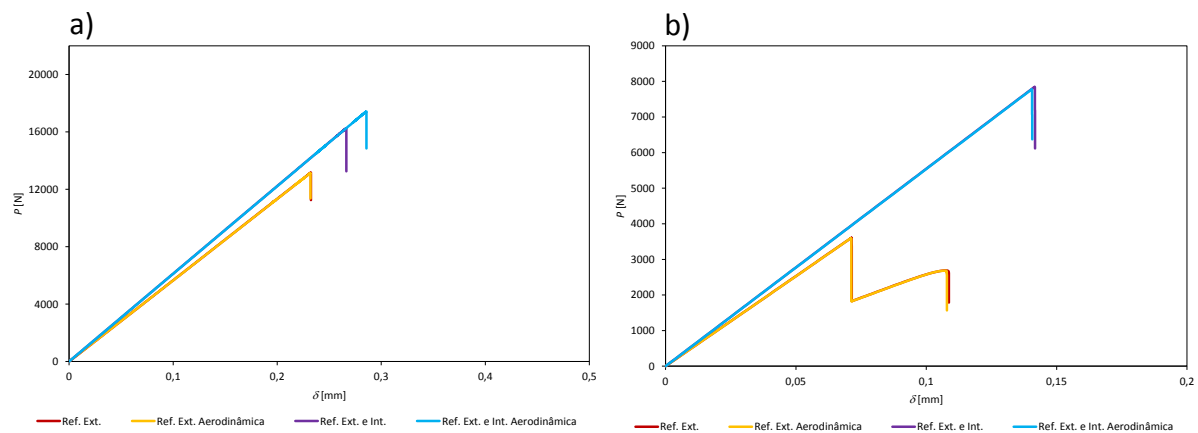 a)
20000
16000
12000
8000
4000
0
P [N]
0 0,1 0,2 0,3 0,4 0,5
δ [mm]
Ref. Ext. Ref. Ext. Aerodinâmica Ref. Ext. e Int. Ref. Ext. e Int. Aerodinâmica
b)
9000
8000
7000
6000
5000
4000
3000
2000
1000
0
P [N]
0 0,05 0,1 0,15 0,2
δ [mm]
Ref. Ext. Ref. Ext. Aerodinâmica Ref. Ext. e Int. Ref. Ext. e Int. Aerodinâmica